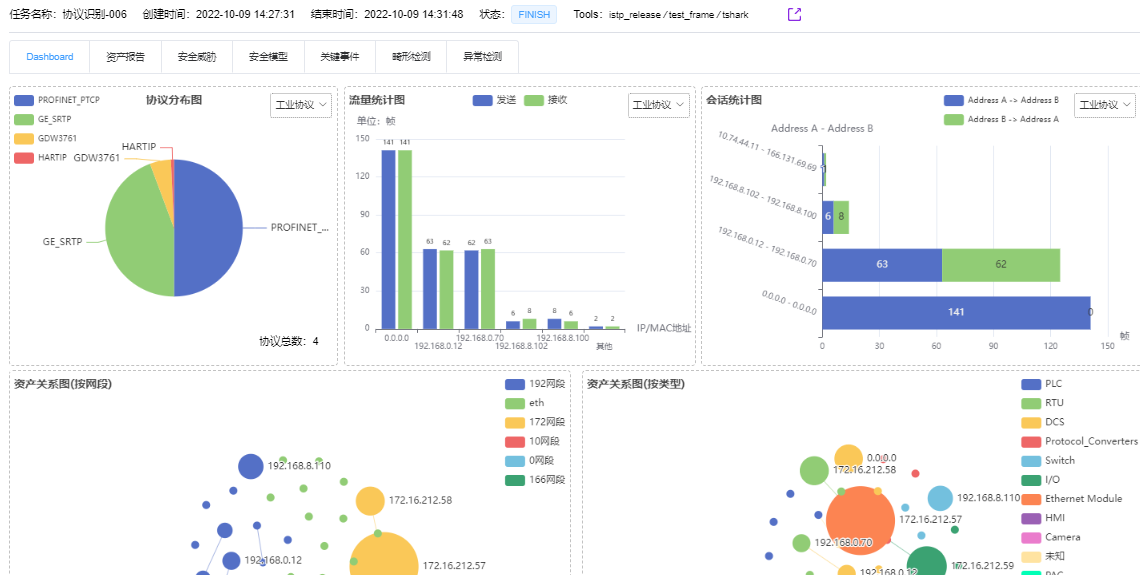 任务名称: 协议识别-006 创建时间: 2022-10-09 14:27:31 结束时间: 2022-10-09 14:31:48 状态: FINISH Tools: istp_release / test_frame / tshark
Dashboard 资产报告 安全威胁 安全模型 关键事件 畸形检测 异常检测
协议分布图
工业协议
PROFINET_PTCP
GE_SRTP
GDW3761
HARTIP
HARTIP
GDW3761
GE_SRTP
PROFINET_...
协议总数: 4
流量统计图
发送 接收
工业协议
单位: 帧
150
120
90
60
30
0
141 141
63 62
62 63
6 8
8 6
2 2
0.0.0.0
192.168.0.12
192.168.0.70
192.168.8.102
192.168.8.100
其他
IP/MAC地址
会话统计图
Address A -> Address B
Address B -> Address A
工业协议
Address A - Address B
10.74.44.11 - 166.131.69.69
192.168.8.102 - 192.168.8.100
6 8
192.168.0.12 - 192.168.0.70
63 62
0.0.0.0 - 0.0.0.0
141 0
0 30 60 90 120 150
帧
资产关系图(按网段)
192网段
eth
172网段
10网段
0网段
166网段
192.168.8.110
172.16.212.58
192.168.0.12
172.16.212.57
资产关系图(按类型)
PLC
RTU
DCS
Protocol_Converters
Switch
I/O
Ethernet Module
HMI
Camera
未知
PAC
0.0.0.0
172.16.212.58
192.168.8.110
172.16.212.57
192.168.0.70
172.16.212.59
192.168.0.12